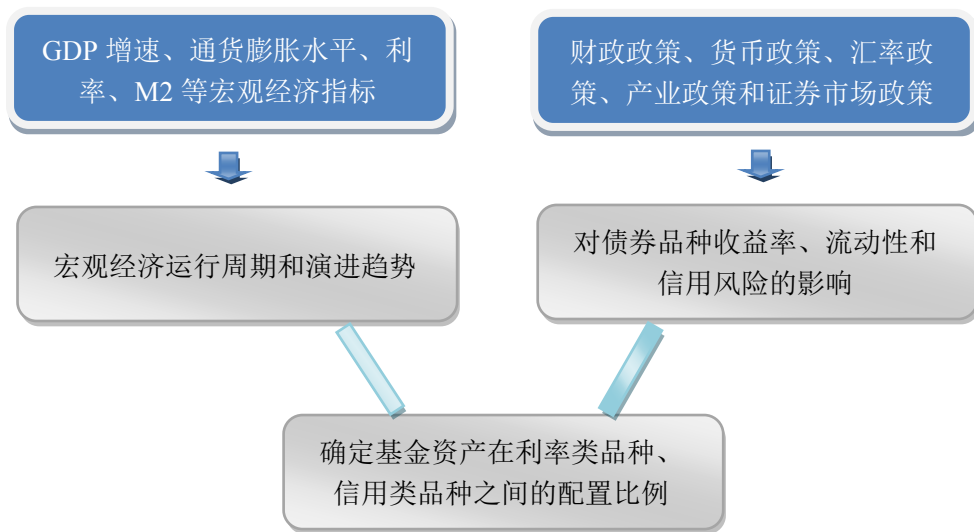 GDP 增速、通货膨胀水平、利
率、M2 等宏观经济指标
财政政策、货币政策、汇率政
策、产业政策和证券市场政策
宏观经济运行周期和演进趋势
对债券品种收益率、流动性和
信用风险的影响
确定基金资产在利率类品种、
信用类品种之间的配置比例